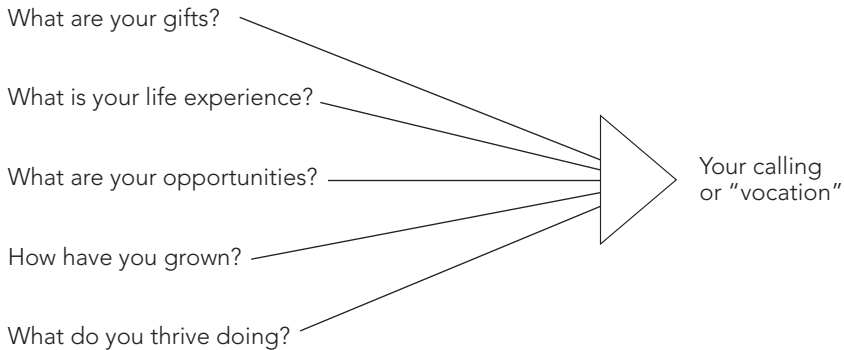 What are your gifts?
What is your life experience?
What are your opportunities?
How have you grown?
What do you thrive doing?
Your calling
or “vocation”